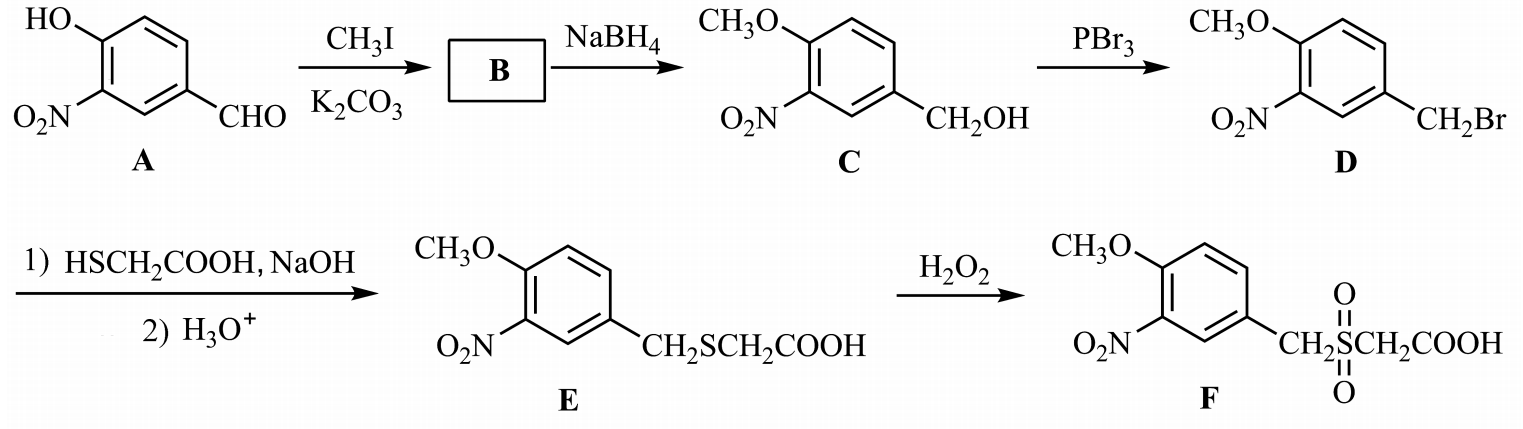 HO
O₂N
CHO
A
CH₃I
K₂CO₃
B
NaBH₄
CH₃O
O₂N
CH₂OH
C
PBr₃
CH₃O
O₂N
CH₂Br
D
1) HSCH₂COOH, NaOH
2) H₃O⁺
CH₃O
O₂N
CH₂SCH₂COOH
E
H₂O₂
CH₃O
O₂N
O
CH₂SCH₂COOH
O
F